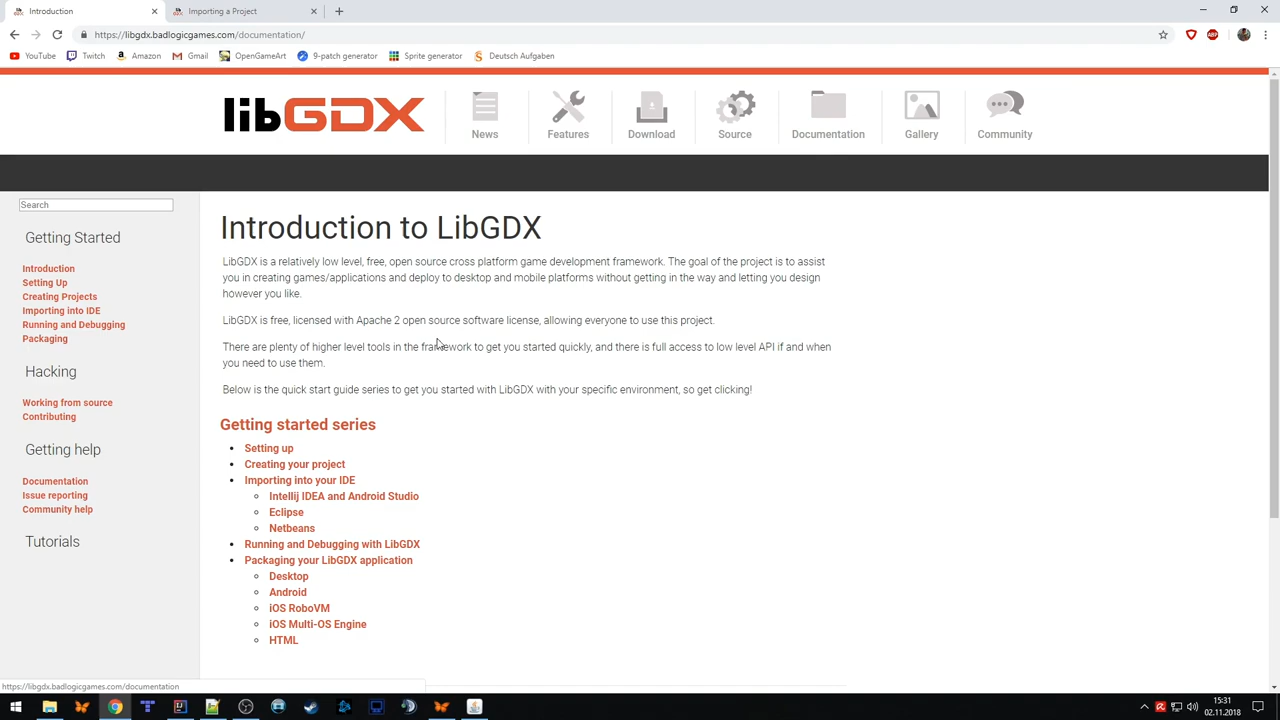 Introduction
Importing a Project
https://libgdx.badlogicgames.com/documentation/
YouTube
Twitch
Amazon
Gmail
OpenGameArt
9-patch generator
Sprite generator
Deutsch Aufgaben
libGDX
News
Features
Download
Source
Documentation
Gallery
Community
Search
Getting Started
Introduction
Setting Up
Creating Projects
Importing into IDE
Running and Debugging
Packaging
Hacking
Working from source
Contributing
Getting help
Documentation
Issue reporting
Community help
Tutorials
Introduction to LibGDX
LibGDX is a relatively low level, free, open source cross platform game development framework. The goal of the project is to assist
you in creating games/applications and deploy to desktop and mobile platforms without getting in the way and letting you design
however you like.
LibGDX is free, licensed with Apache 2 open source software license, allowing everyone to use this project.
There are plenty of higher level tools in the framework to get you started quickly, and there is full access to low level API if and when
you need to use them.
Below is the quick start guide series to get you started with LibGDX with your specific environment, so get clicking!
Getting started series
Setting up
Creating your project
Importing into your IDE
Intellij IDEA and Android Studio
Eclipse
Netbeans
Running and Debugging with LibGDX
Packaging your LibGDX application
Desktop
Android
iOS RoboVM
iOS Multi-OS Engine
HTML
https://libgdx.badlogicgames.com/documentation
15:31
02.11.2018